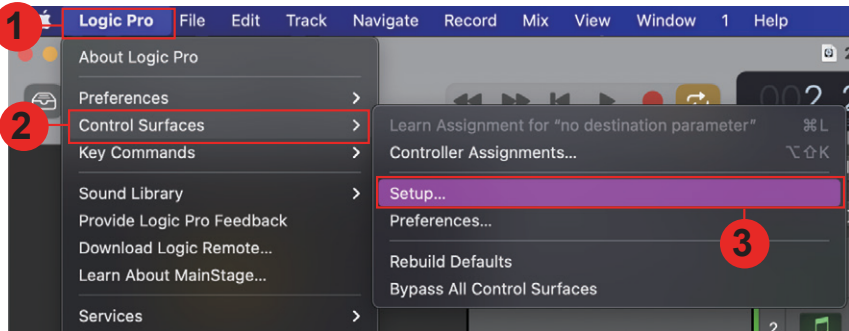 1
Logic Pro File Edit Track Navigate Record Mix View Window 1 Help
About Logic Pro
Preferences
2
Control Surfaces
Key Commands
Sound Library
Provide Logic Pro Feedback
Download Logic Remote...
Learn About MainStage...
Services
Learn Assignment for “no destination parameter” ⌘L
Controller Assignments... ⌥⇧K
Setup...
Preferences...
3
Rebuild Defaults
Bypass All Control Surfaces
002
2